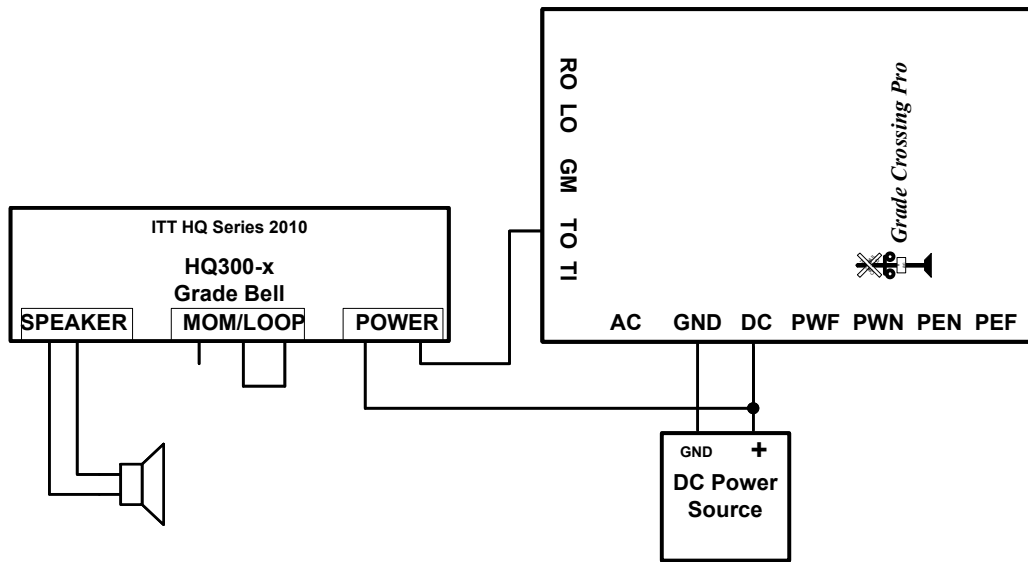 ITT HQ Series 2010
HQ300-x
Grade Bell
SPEAKER MOM/LOOP POWER
RO LO GM TO TI
Grade Crossing Pro
AC GND DC PWF PWN PEN PEF
GND +
DC Power
Source